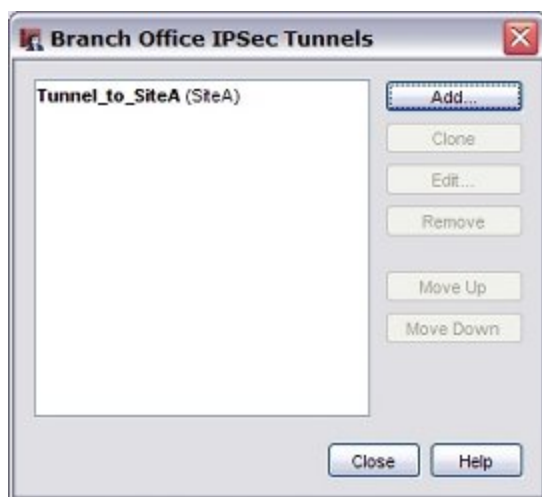 Branch Office IPSec Tunnels
Tunnel_to_SiteA (SiteA)
Add...
Clone
Edit...
Remove
Move Up
Move Down
Close
Help